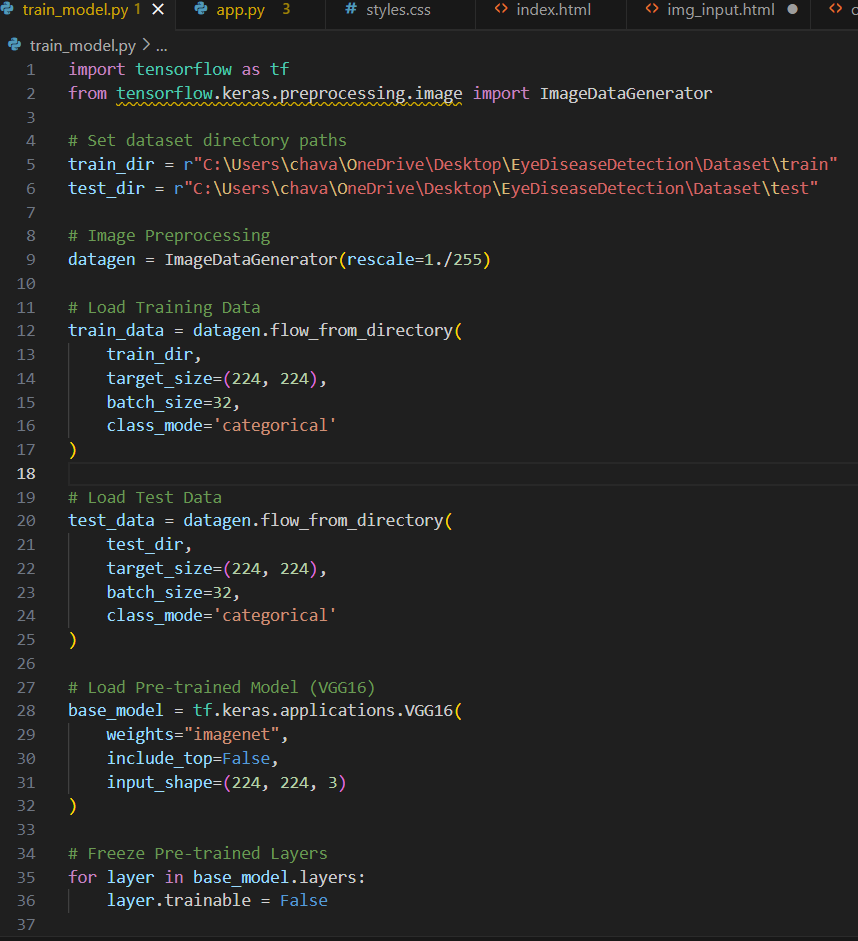 train_model.py 1 × app.py 3 # styles.css <> index.html <> img_input.html ● <>
train_model.py > ...
1 import tensorflow as tf
2 from tensorflow.keras.preprocessing.image import ImageDataGenerator
3
4 # Set dataset directory paths
5 train_dir = r"C:\Users\chava\OneDrive\Desktop\EyeDiseaseDetection\Dataset\train"
6 test_dir = r"C:\Users\chava\OneDrive\Desktop\EyeDiseaseDetection\Dataset\test"
7
8 # Image Preprocessing
9 datagen = ImageDataGenerator(rescale=1./255)
10
11 # Load Training Data
12 train_data = datagen.flow_from_directory(
13     train_dir,
14     target_size=(224, 224),
15     batch_size=32,
16     class_mode='categorical'
17 )
18
19 # Load Test Data
20 test_data = datagen.flow_from_directory(
21     test_dir,
22     target_size=(224, 224),
23     batch_size=32,
24     class_mode='categorical'
25 )
26
27 # Load Pre-trained Model (VGG16)
28 base_model = tf.keras.applications.VGG16(
29     weights="imagenet",
30     include_top=False,
31     input_shape=(224, 224, 3)
32 )
33
34 # Freeze Pre-trained Layers
35 for layer in base_model.layers:
36     layer.trainable = False
37